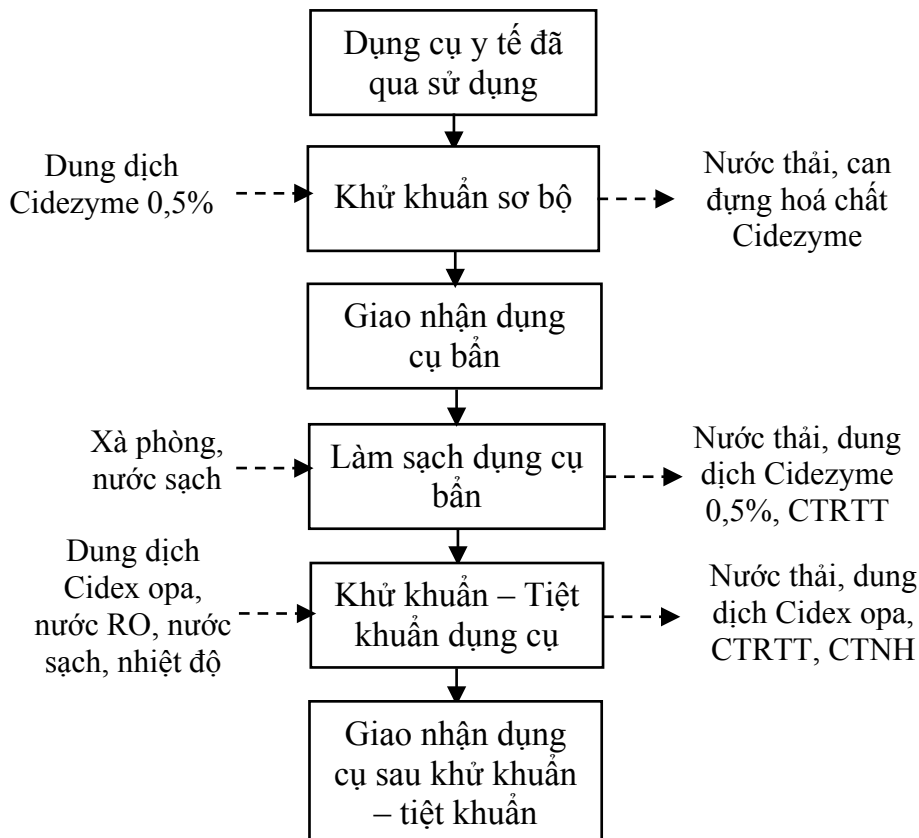 Dụng cụ y tế đã
qua sử dụng
Dung dịch
Cidezyme 0,5%
Khử khuẩn sơ bộ
Nước thải, can
đựng hoá chất
Cidezyme
Giao nhận dụng
cụ bẩn
Xà phòng,
nước sạch
Làm sạch dụng cụ
bẩn
Nước thải, dung
dịch Cidezyme
0,5%, CTRTT
Dung dịch
Cidex opa,
nước RO, nước
sạch, nhiệt độ
Khử khuẩn – Tiệt
khuẩn dụng cụ
Nước thải, dung
dịch Cidex opa,
CTRTT, CTNH
Giao nhận dụng
cụ sau khử khuẩn
– tiệt khuẩn